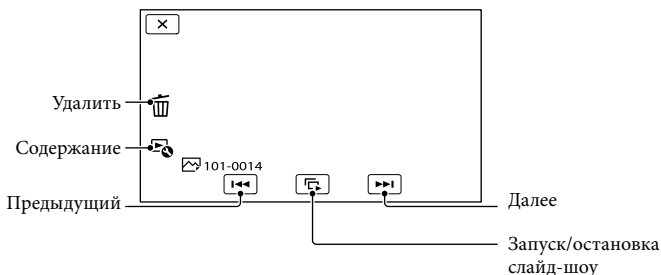 Удалить
Содержание
101-0014
Предыдущий
Далее
Запуск/остановка
слайд-шоу